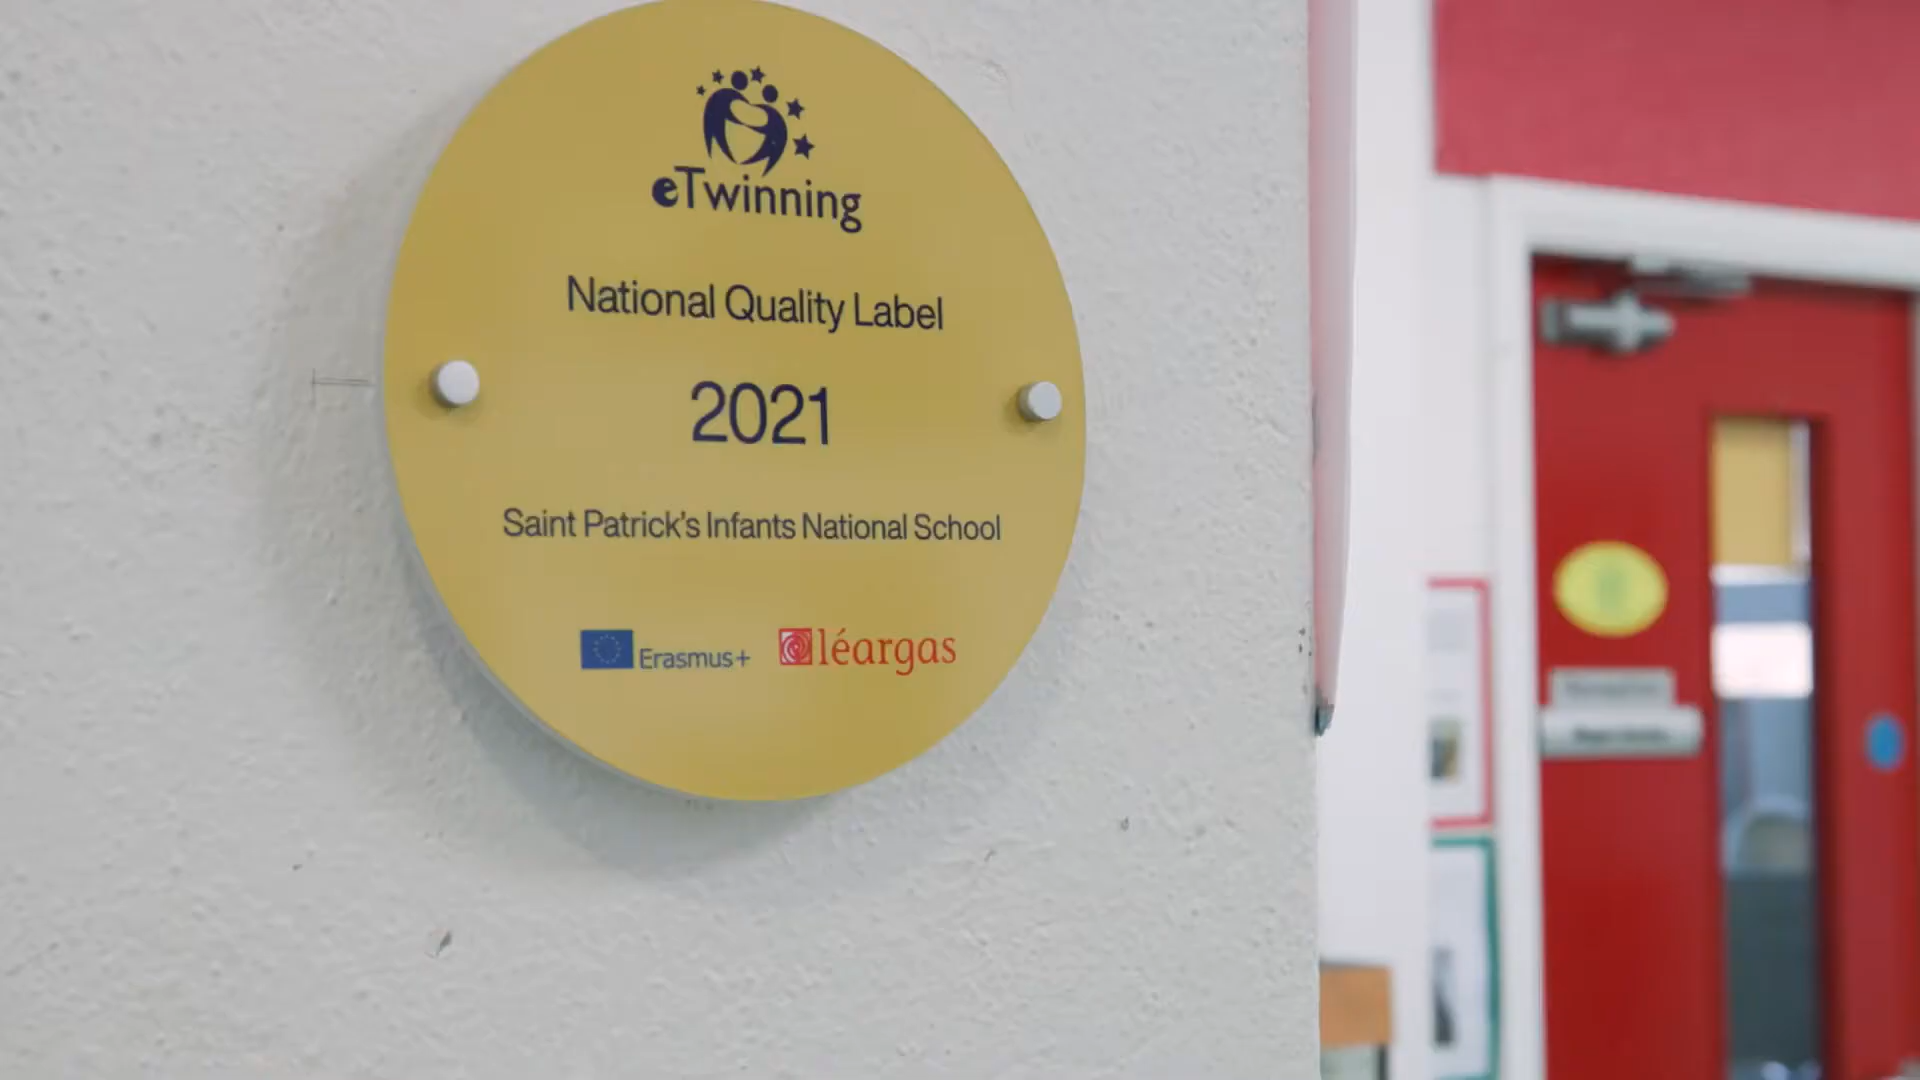 eTwinning
National Quality Label
2021
Saint Patrick's Infants National School
Erasmus+ léargas